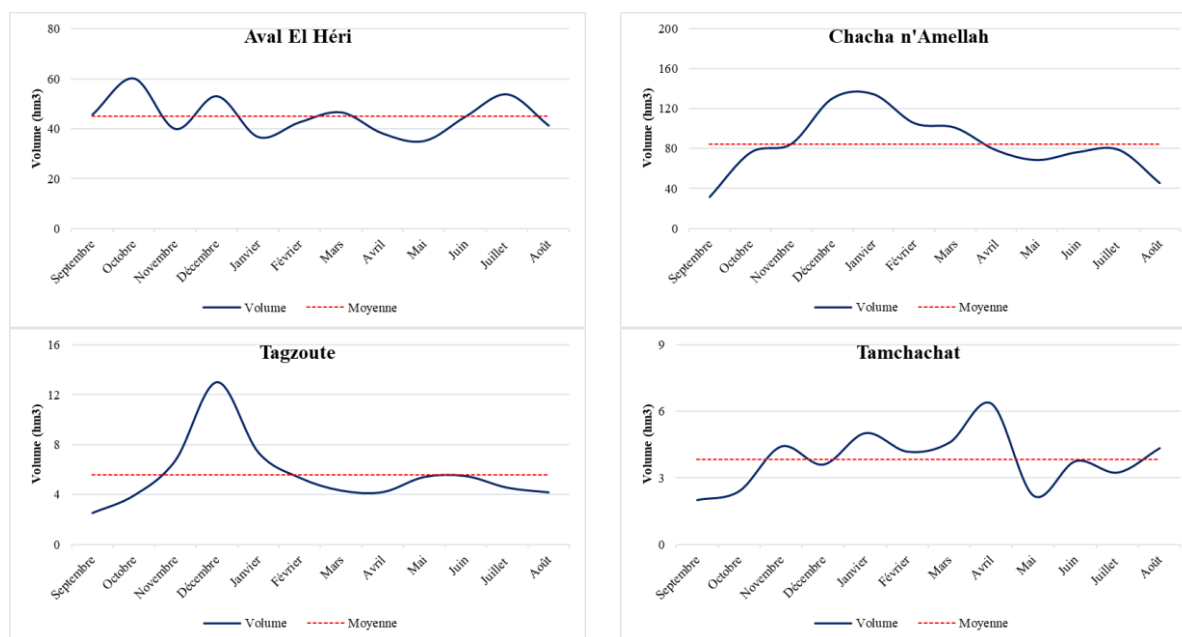 Aval El Héri
Volume (hm3)
80
60
40
20
0
Septembre
Octobre
Novembre
Décembre
Janvier
Février
Mars
Avril
Mai
Juin
Juillet
Août
Volume
Moyenne
Chacha n'Amellah
Volume (hm3)
200
160
120
80
40
0
Septembre
Octobre
Novembre
Décembre
Janvier
Février
Mars
Avril
Mai
Juin
Juillet
Août
Volume
Moyenne
Tagzoute
Volume (hm3)
16
12
8
4
0
Septembre
Octobre
Novembre
Décembre
Janvier
Février
Mars
Avril
Mai
Juin
Juillet
Août
Volume
Moyenne
Tamchachat
Volume (hm3)
9
6
3
0
Septembre
Octobre
Novembre
Décembre
Janvier
Février
Mars
Avril
Mai
Juin
Juillet
Août
Volume
Moyenne